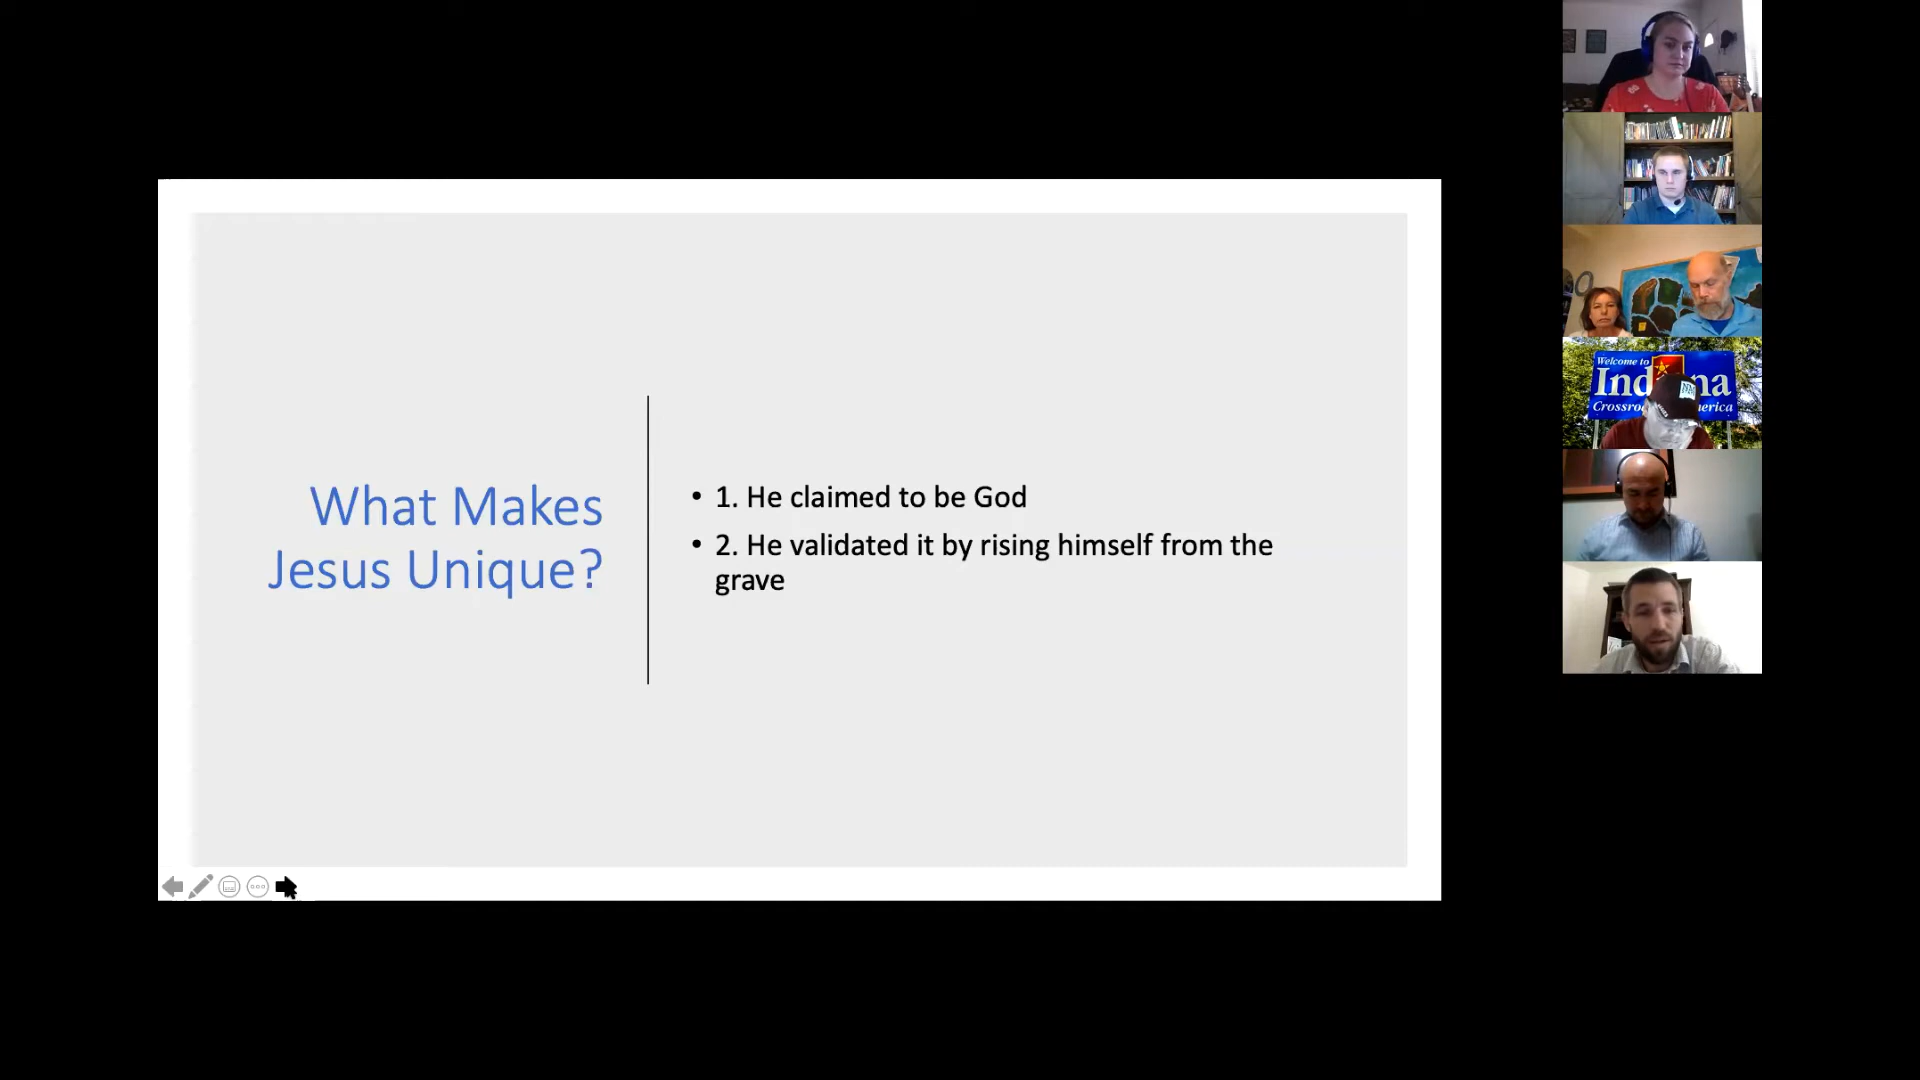 What Makes
Jesus Unique?
• 1. He claimed to be God
• 2. He validated it by rising himself from the
grave
Welcome to
Ind na
Crossro erica